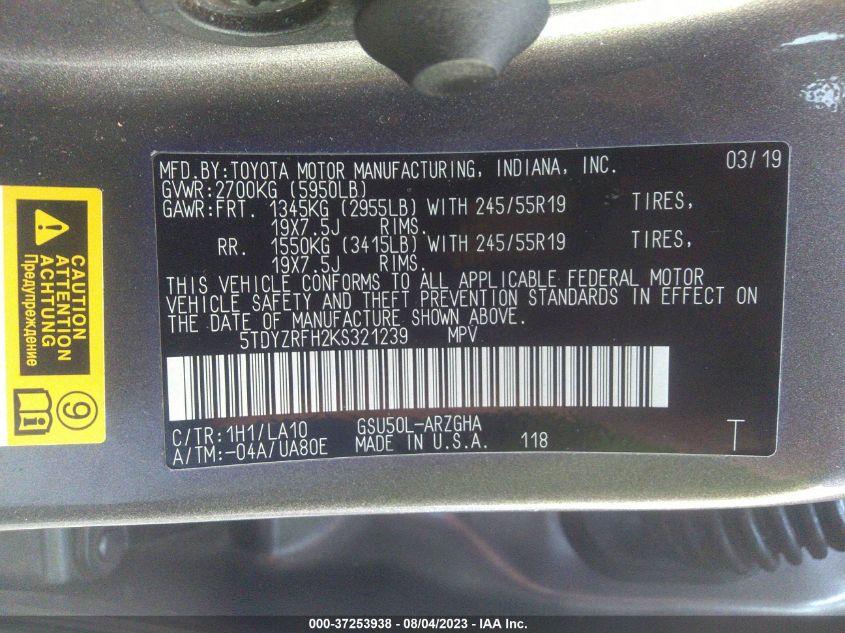 MFD.BY:TOYOTA MOTOR MANUFACTURING, INDIANA, INC. 03/19
GVWR:2700KG (5950LB)
GAWR:FRT. 1345KG (2955LB) WITH 245/55R19 TIRES,
19X7.5J RIMS.
RR. 1550KG (3415LB) WITH 245/55R19 TIRES,
19X7.5J RIMS.
THIS VEHICLE CONFORMS TO ALL APPLICABLE FEDERAL MOTOR
VEHICLE SAFETY AND THEFT PREVENTION STANDARDS IN EFFECT ON
THE DATE OF MANUFACTURE SHOWN ABOVE.
5TDYZRFH2KS321239 MPV
C/TR:1H1/LA10 GSU50L-ARZGHA
A/TM:-04A/UA80E MADE IN U.S.A. 118 T
CAUTION
ATTENTION
ACHTUNG
Предупреждение
9
000-37253938 - 08/04/2023 - IAA Inc.